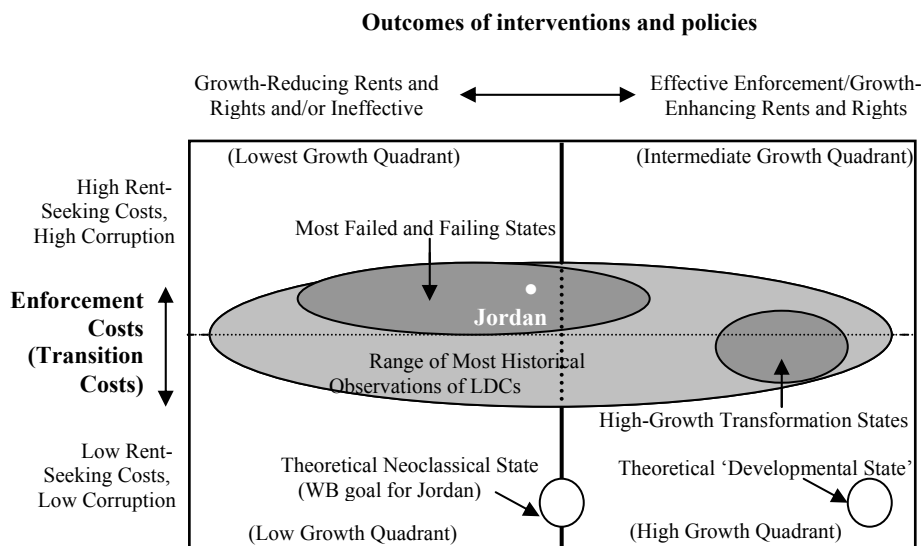 Outcomes of interventions and policies
Growth-Reducing Rents and
Rights and/or Ineffective
Effective Enforcement/Growth-
Enhancing Rents and Rights
(Lowest Growth Quadrant)
(Intermediate Growth Quadrant)
High Rent-
Seeking Costs,
High Corruption
Most Failed and Failing States
Jordan
Enforcement
Costs
(Transition
Costs)
Range of Most Historical
Observations of LDCs
High-Growth Transformation States
Low Rent-
Seeking Costs,
Low Corruption
Theoretical Neoclassical State
(WB goal for Jordan)
Theoretical ‘Developmental State’
(Low Growth Quadrant)
(High Growth Quadrant)